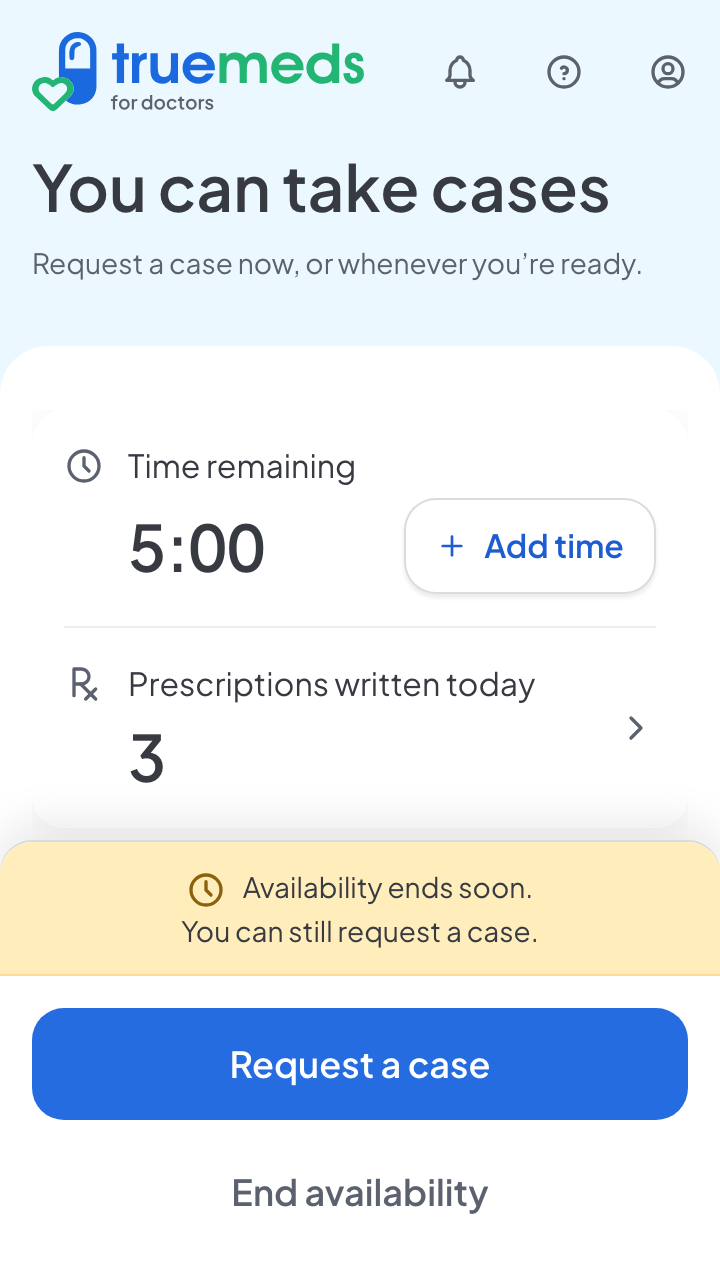 truemeds
for doctors
You can take cases
Request a case now, or whenever you’re ready.
Time remaining
5:00
+ Add time
Rx Prescriptions written today
3
Availability ends soon.
You can still request a case.
Request a case
End availability